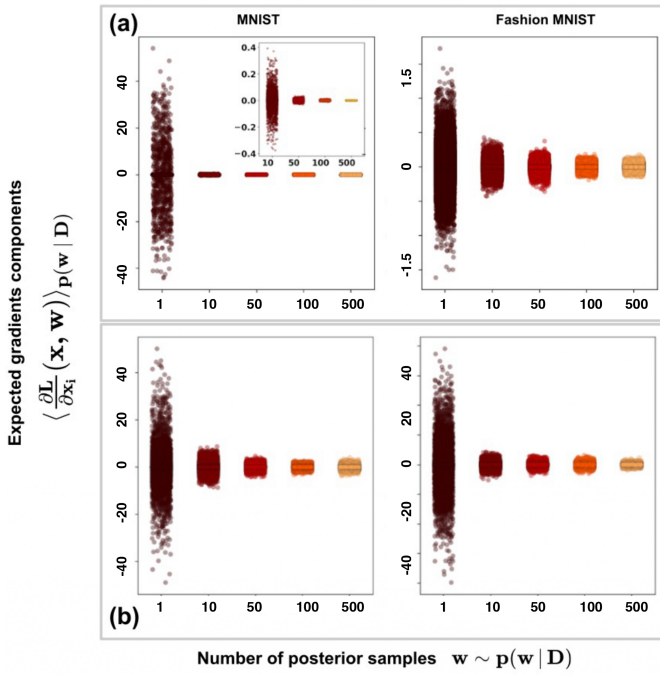 MNIST
Fashion MNIST
(a)
40
20
0
-20
-40
0.4
0.2
0.0
−0.2
−0.4
10 50 100 500
1 10 50 100 500
1.5
0
-1.5
1 10 50 100 500
Expected gradients components
⟨ ∂L/∂xᵢ (x, w) ⟩ p(w | D)
40
20
0
-20
-40
1 10 50 100 500
40
20
0
-20
-40
1 10 50 100 500
(b)
Number of posterior samples w ∼ p(w | D)